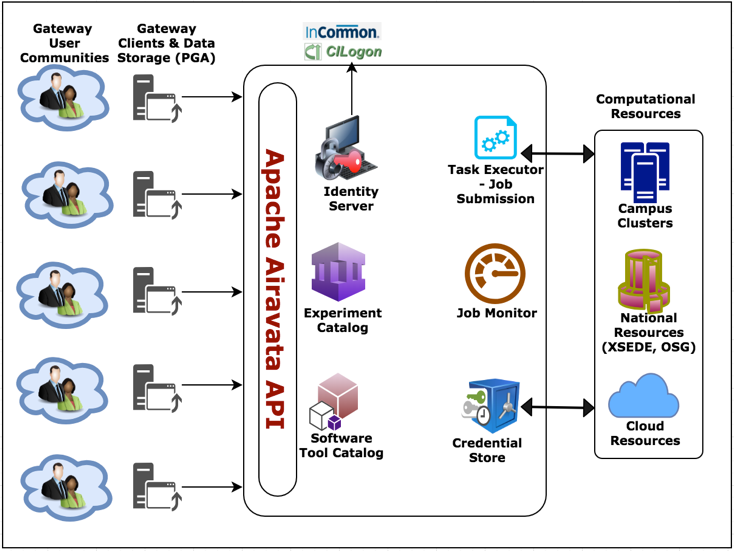 Gateway
User
Communities
Gateway
Clients & Data
Storage (PGA)
InCommon®
CILogon
Apache Airavata API
Identity
Server
Experiment
Catalog
Software
Tool Catalog
Task Executor
- Job
Submission
Job Monitor
Credential
Store
Computational
Resources
Campus
Clusters
National
Resources
(XSEDE, OSG)
Cloud
Resources